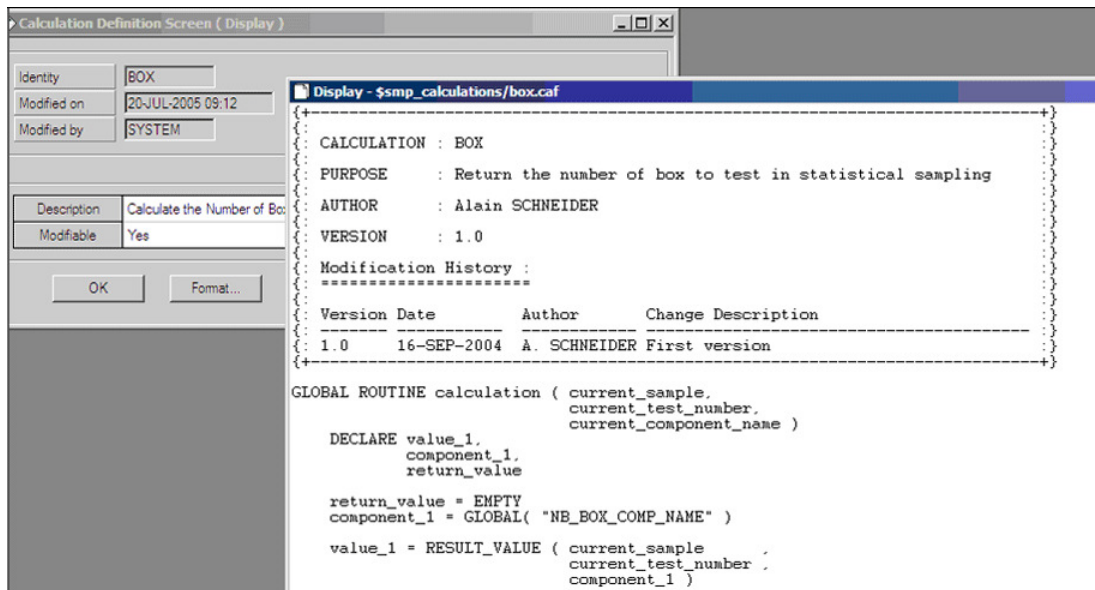 Calculation Definition Screen ( Display )
Identity BOX
Modified on 20-JUL-2005 09:12
Modified by SYSTEM
Description Calculate the Number of Bo
Modifiable Yes
OK Format...
Display - $smp_calculations/box.caf
{+-----------------------------------------------------------------------------+}
{: :}
{: CALCULATION : BOX :}
{: :}
{: PURPOSE : Return the number of box to test in statistical sampling :}
{: :}
{: AUTHOR : Alain SCHNEIDER :}
{: :}
{: VERSION : 1.0 :}
{: :}
{: Modification History : :}
{: ====================== :}
{: :}
{: Version Date Author Change Description :}
{: ------- ----------- ------------ ---------------------------------------- :}
{: 1.0 16-SEP-2004 A. SCHNEIDER First version :}
{+-----------------------------------------------------------------------------+}
GLOBAL ROUTINE calculation ( current_sample,
current_test_number,
current_component_name )
DECLARE value_1,
component_1,
return_value
return_value = EMPTY
component_1 = GLOBAL( "NB_BOX_COMP_NAME" )
value_1 = RESULT_VALUE ( current_sample ,
current_test_number ,
component_1 )